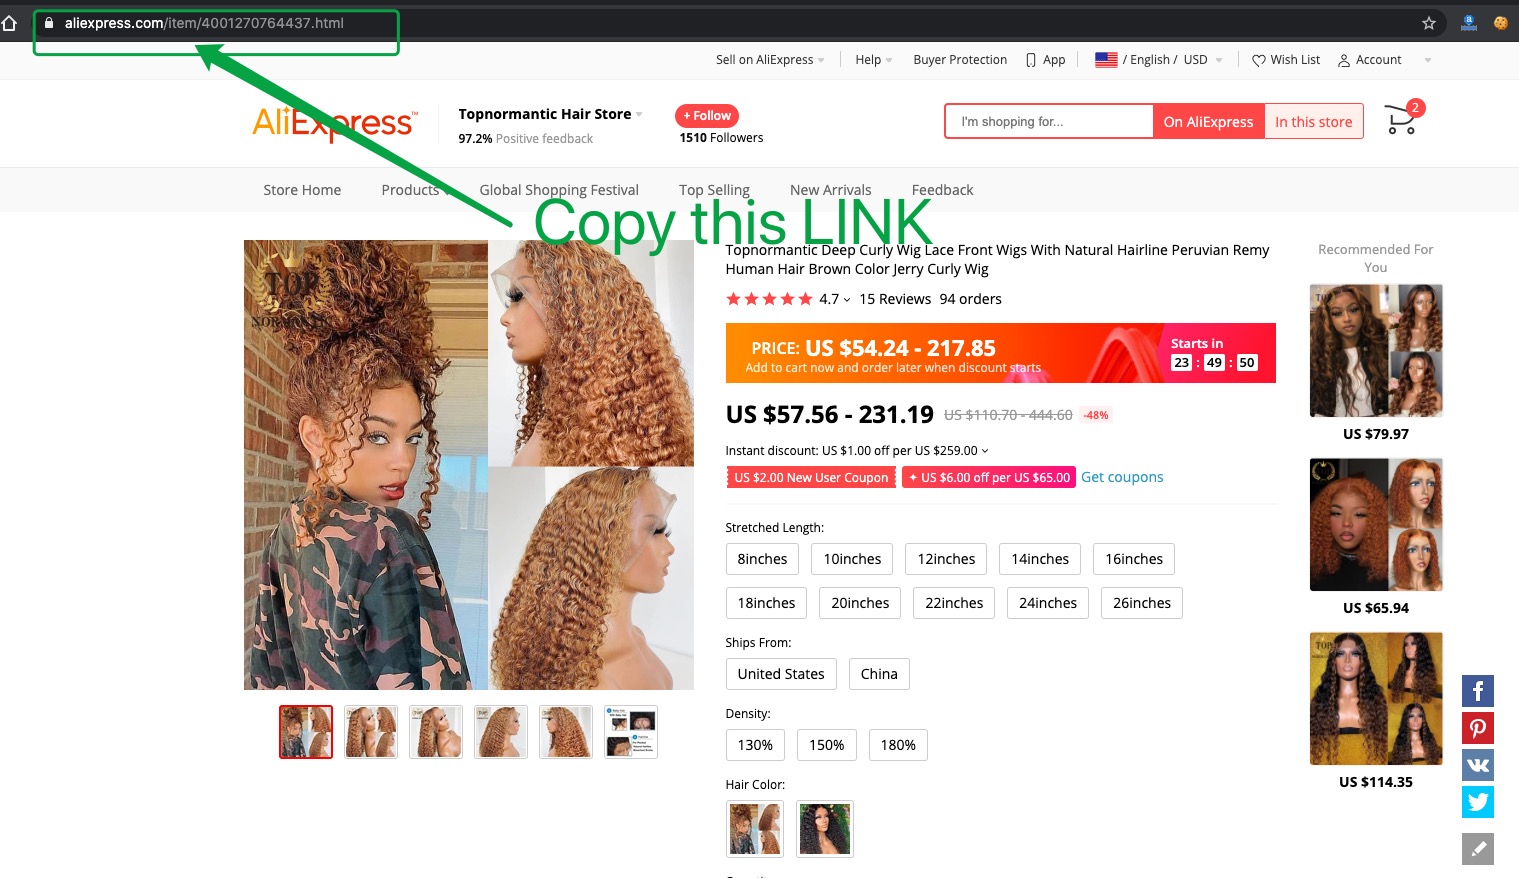 aliexpress.com/item/4001270764437.html
Sell on AliExpress
Help
Buyer Protection
App
/ English / USD
Wish List
Account
AliExpress™
Topnormantic Hair Store
97.2% Positive feedback
+ Follow
1510 Followers
I'm shopping for...
On AliExpress
In this store
2
Store Home
Products
Global Shopping Festival
Top Selling
New Arrivals
Feedback
Copy this LINK
TOP
Topnormantic Deep Curly Wig Lace Front Wigs With Natural Hairline Peruvian Remy
Human Hair Brown Color Jerry Curly Wig
4.7
15 Reviews
94 orders
PRICE: US $54.24 - 217.85
Add to cart now and order later when discount starts
Starts in
23 : 49 : 50
US $57.56 - 231.19
US $110.70 - 444.60
-48%
Instant discount: US $1.00 off per US $259.00
US $2.00 New User Coupon
US $6.00 off per US $65.00
Get coupons
Stretched Length:
8inches
10inches
12inches
14inches
16inches
18inches
20inches
22inches
24inches
26inches
Ships From:
United States
China
Density:
130%
150%
180%
Hair Color:
Recommended For
You
US $79.97
US $65.94
US $114.35